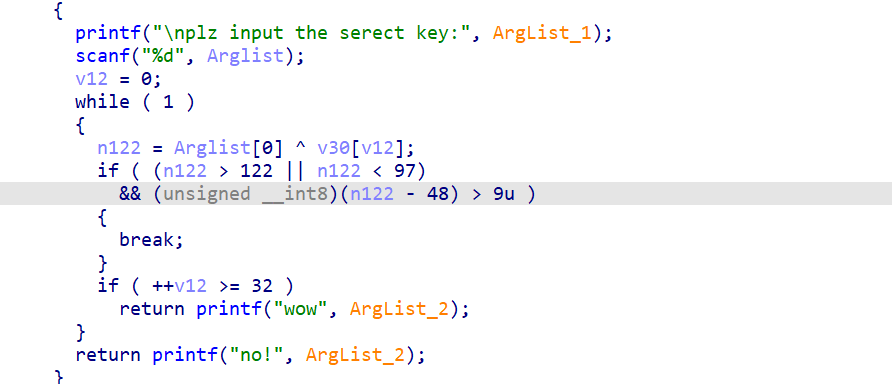 {
printf("\nplz input the serect key:", ArgList_1);
scanf("%d", Arglist);
v12 = 0;
while ( 1 )
{
n122 = Arglist[0] ^ v30[v12];
if ( (n122 > 122 || n122 < 97)
&& (unsigned __int8)(n122 - 48) > 9u )
{
break;
}
if ( ++v12 >= 32 )
return printf("wow", ArgList_2);
}
return printf("no!", ArgList_2);
}